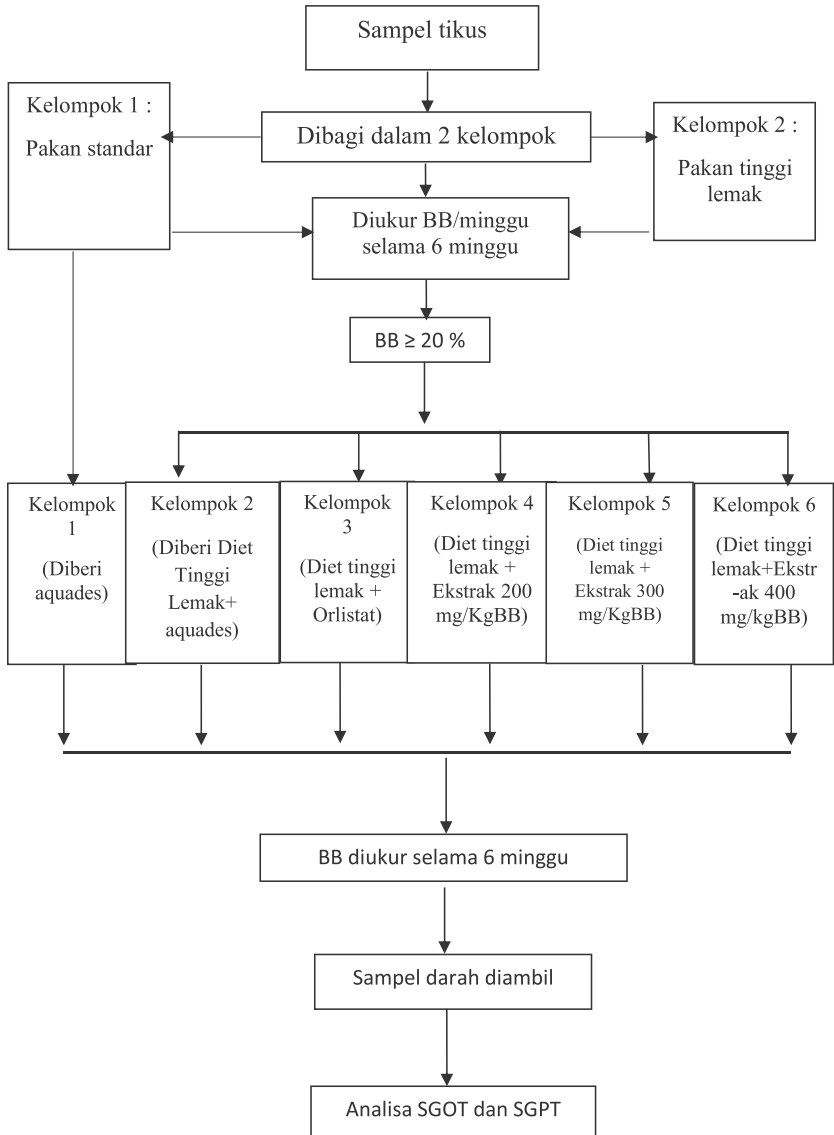 Sampel tikus
Kelompok 1 :
Pakan standar
Dibagi dalam 2 kelompok
Kelompok 2 :
Pakan tinggi
lemak
Diukur BB/minggu
selama 6 minggu
BB ≥ 20 %
Kelompok
1
(Diberi
aquades)
Kelompok 2
(Diberi Diet
Tinggi
Lemak+
aquades)
Kelompok
3
(Diet tinggi
lemak +
Orlistat)
Kelompok 4
(Diet tinggi
lemak +
Ekstrak 200
mg/KgBB)
Kelompok 5
(Diet tinggi
lemak +
Ekstrak 300
mg/KgBB)
Kelompok 6
(Diet tinggi
lemak+Ekstr
-ak 400
mg/kgBB)
BB diukur selama 6 minggu
Sampel darah diambil
Analisa SGOT dan SGPT